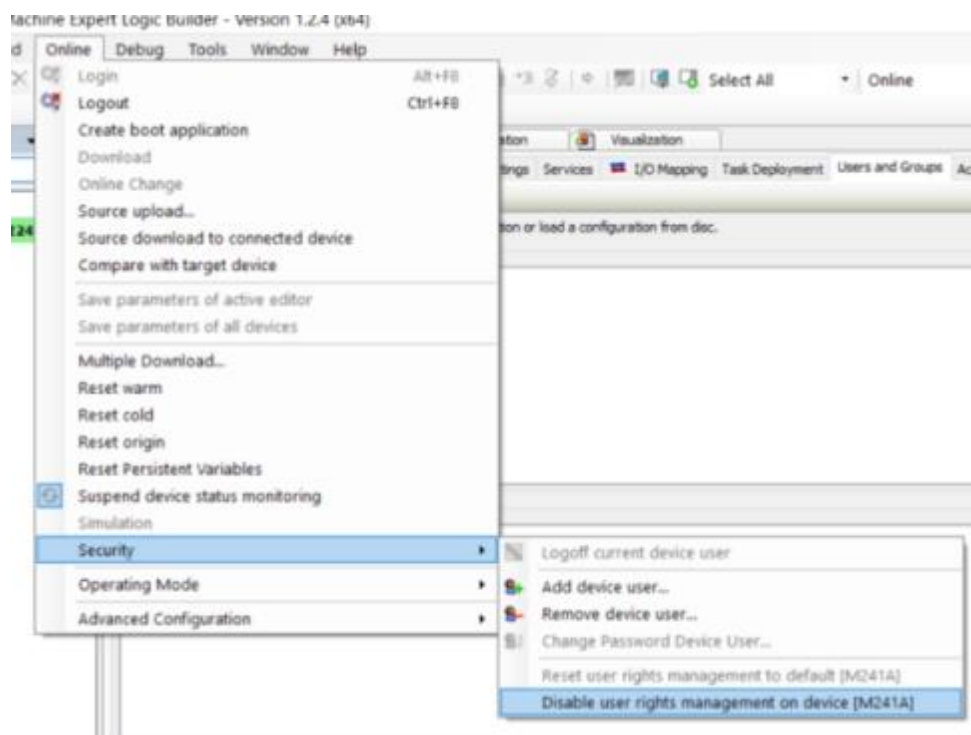 Machine Expert Logic Builder - Version 1.2.4 (x64)
d Online Debug Tools Window Help
Login Alt+F8
Select All Online
Logout Ctrl+F8
Create boot application
Visualization
Download
Services I/O Mapping Task Deployment Users and Groups
Online Change
Source upload...
on or load a configuration from disc.
Source download to connected device
Compare with target device
Save parameters of active editor
Save parameters of all devices
Multiple Download...
Reset warm
Reset cold
Reset origin
Reset Persistent Variables
Suspend device status monitoring
Simulation
Security
Logoff current device user
Operating Mode
Add device user...
Advanced Configuration
Remove device user...
Change Password Device User...
Reset user rights management to default [M241A]
Disable user rights management on device [M241A]